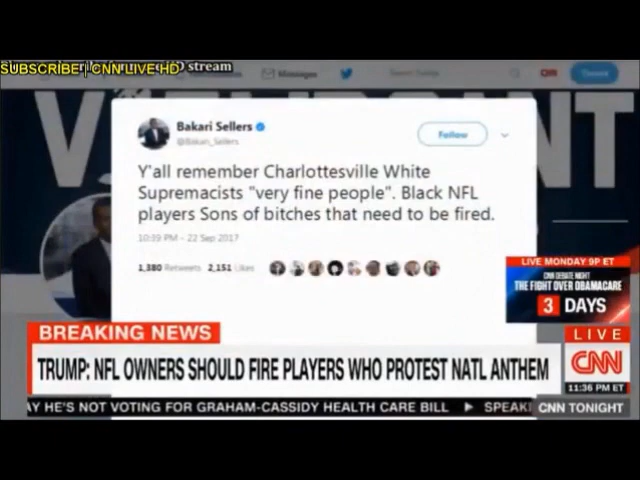 SUBSCRIBE | CNN LIVE HD stream
Messages
Bakari Sellers
@Bakari_Sellers
Follow
Y'all remember Charlottesville White
Supremacists "very fine people". Black NFL
players Sons of bitches that need to be fired.
10:39 PM - 22 Sep 2017
1,380 Retweets 2,151 Likes
LIVE MONDAY 9P ET
CNN DEBATE NIGHT
THE FIGHT OVER OBAMACARE
3 DAYS
BREAKING NEWS
LIVE
TRUMP: NFL OWNERS SHOULD FIRE PLAYERS WHO PROTEST NATL ANTHEM
CNN
11:36 PM ET
AY HE'S NOT VOTING FOR GRAHAM-CASSIDY HEALTH CARE BILL ► SPEAKI
CNN TONIGHT